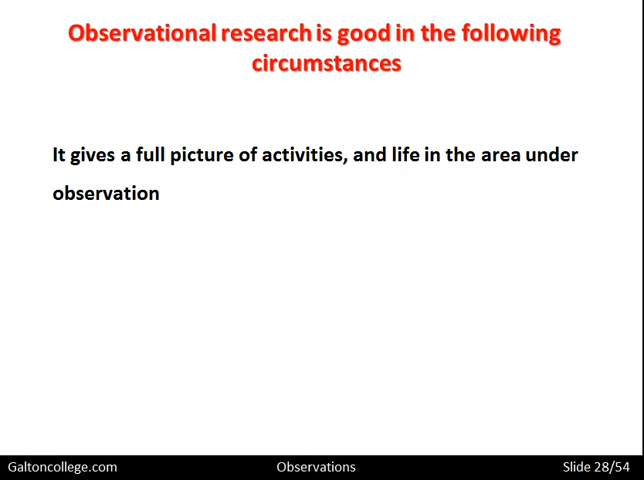 Observational research is good in the following
circumstances
It gives a full picture of activities, and life in the area under
observation
Galtoncollege.com
Observations
Slide 28/54